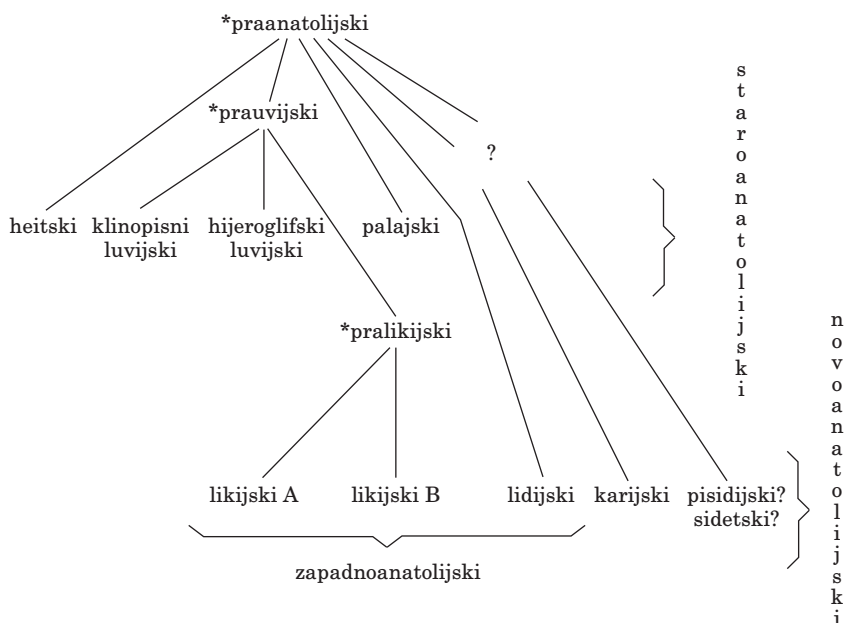 *praanatolijski
*prauvijski
?
heitski
klinopisni
luvijski
hijeroglifski
luvijski
palajski
staroanatolijski
*pralikijski
likijski A
likijski B
lidijski
karijski
pisidijski?
sidetski?
novoanatolijski
zapadnoanatolijski